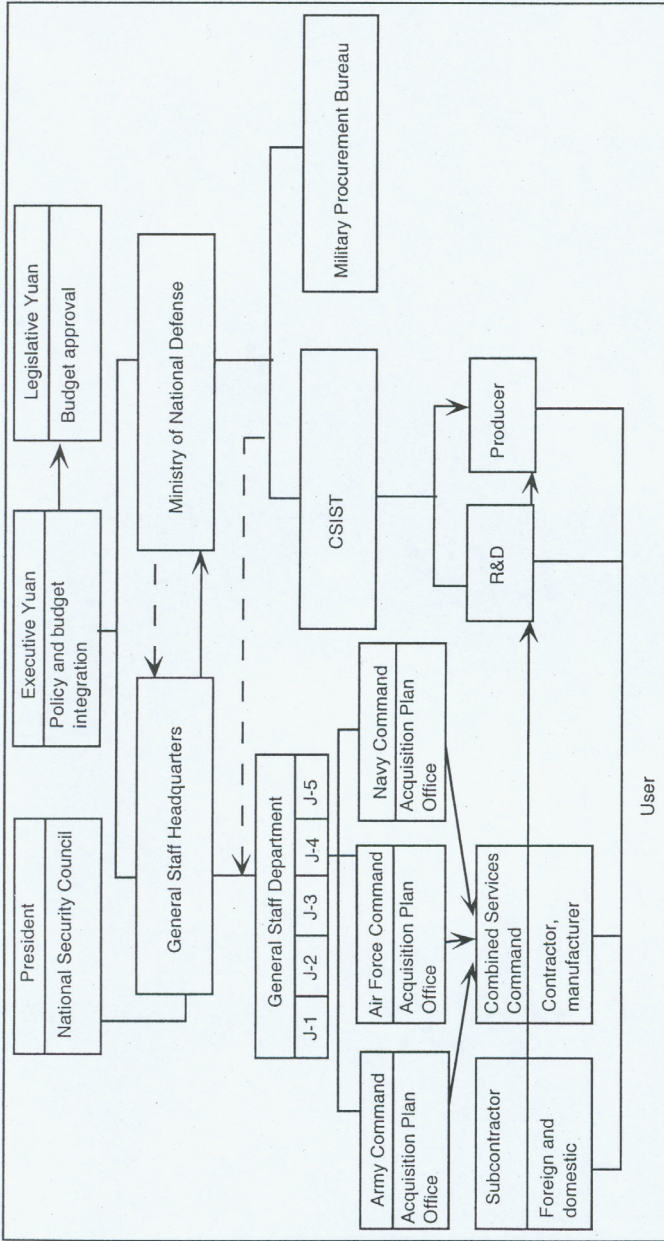 President
National Security Council
Executive Yuan
Policy and budget
integration
Legislative Yuan
Budget approval
General Staff Headquarters
Ministry of National Defense
General Staff Department
J-1
J-2
J-3
J-4
J-5
CSIST
Military Procurement Bureau
Army Command
Acquisition Plan
Office
Air Force Command
Acquisition Plan
Office
Navy Command
Acquisition Plan
Office
Subcontractor
Foreign and
domestic
Combined Services
Command
Contractor,
manufacturer
R&D
Producer
User